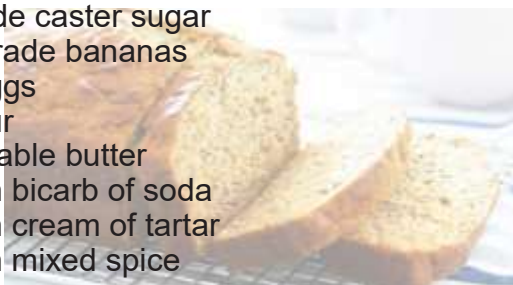 de caster sugar
rade bananas
gs
r
able butter
bicarb of soda
cream of tartar
mixed spice